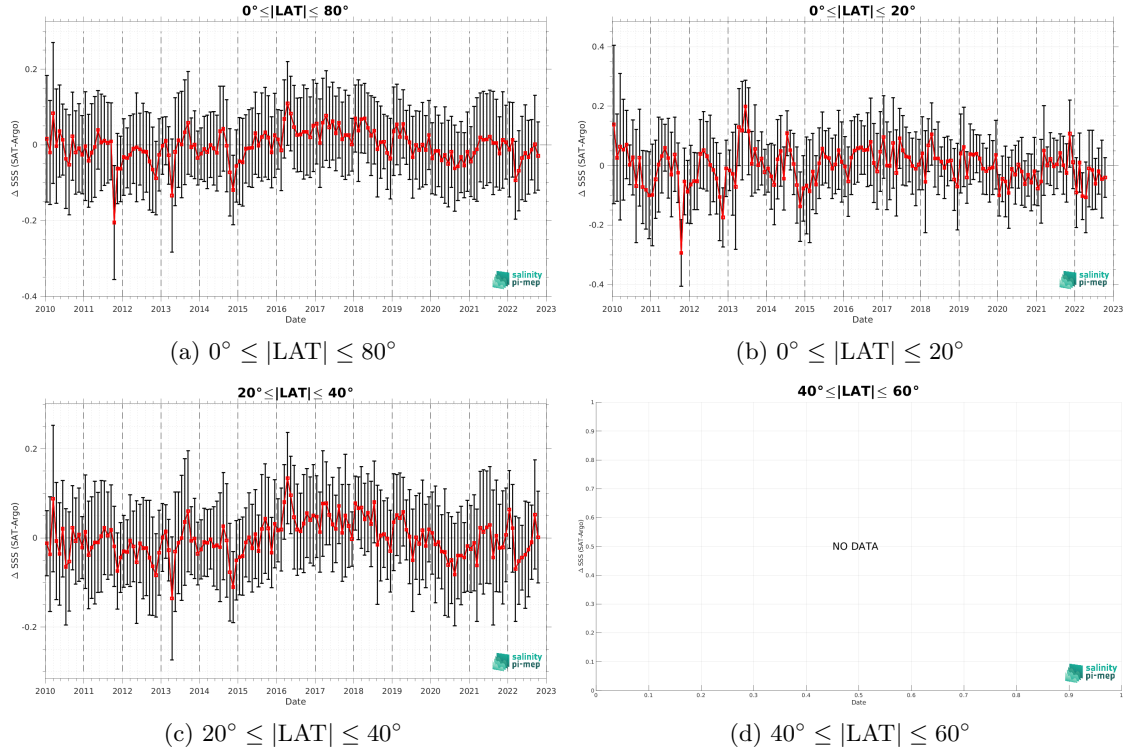 0°≤|LAT|≤ 80°
0.2
0
-0.2
-0.4
Δ SSS (SAT-Argo)
2010 2011 2012 2013 2014 2015 2016 2017 2018 2019 2020 2021 2022 2023
Date
salinity
pi-mep
(a) 0° ≤ |LAT| ≤ 80°
0°≤|LAT|≤ 20°
0.4
0.2
0
-0.2
-0.4
Δ SSS (SAT-Argo)
2010 2011 2012 2013 2014 2015 2016 2017 2018 2019 2020 2021 2022 2023
Date
salinity
pi-mep
(b) 0° ≤ |LAT| ≤ 20°
20°≤|LAT|≤ 40°
0.2
0
-0.2
Δ SSS (SAT-Argo)
2010 2011 2012 2013 2014 2015 2016 2017 2018 2019 2020 2021 2022 2023
Date
salinity
pi-mep
(c) 20° ≤ |LAT| ≤ 40°
40°≤|LAT|≤ 60°
1
0.9
0.8
0.7
0.6
0.5
0.4
0.3
0.2
0.1
0
Δ SSS (SAT-Argo)
NO DATA
0 0.1 0.2 0.3 0.4 0.5 0.6 0.7 0.8 0.9 1
Date
salinity
pi-mep
(d) 40° ≤ |LAT| ≤ 60°